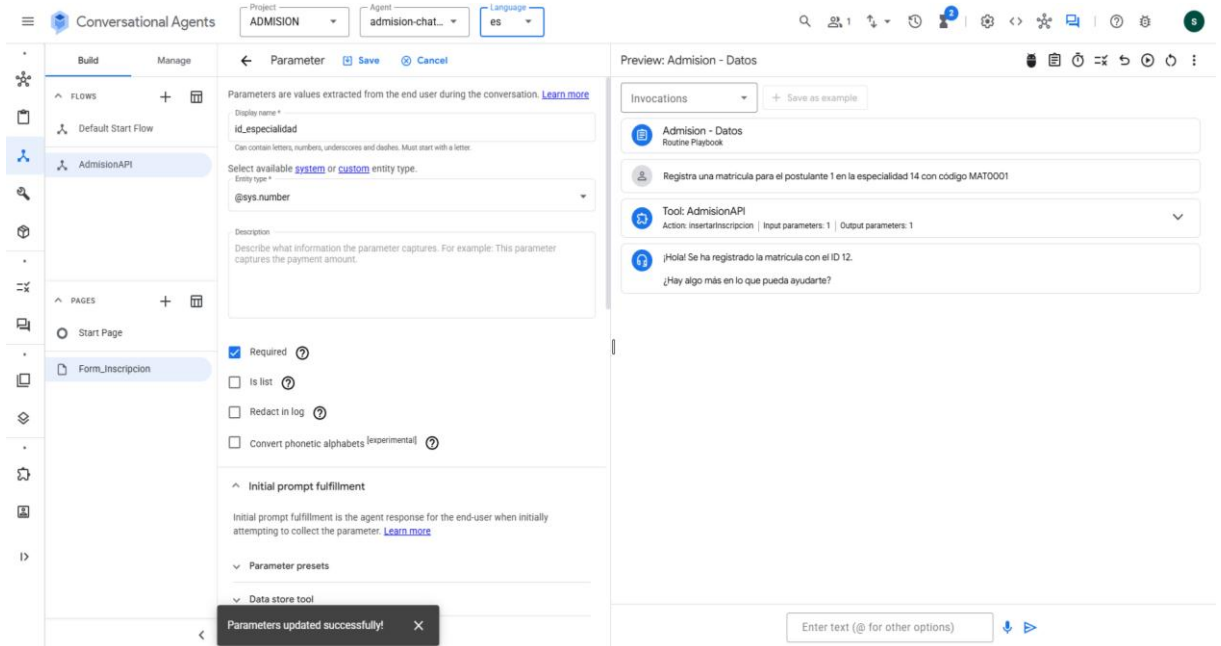 Conversational Agents
Project
ADMISION
Agent
admision-chat...
Language
es
1
2
s
Build
Manage
Parameter
Save
Cancel
FLOWS
Default Start Flow
AdmisionAPI
PAGES
Start Page
Form_Inscripcion
Parameters are values extracted from the end user during the conversation. Learn more
Display name *
id_especialidad
Can contain letters, numbers, underscores and dashes. Must start with a letter.
Select available system or custom entity type.
Entity type *
@sys.number
Description
Describe what information the parameter captures. For example: This parameter
captures the payment amount.
Required
Is list
Redact in log
Convert phonetic alphabets [experimental]
Initial prompt fulfillment
Initial prompt fulfillment is the agent response for the end-user when initially
attempting to collect the parameter. Learn more
Parameter presets
Data store tool
Parameters updated successfully!
Preview: Admision - Datos
Invocations
+ Save as example
Admision - Datos
Routine Playbook
Registra una matricula para el postulante 1 en la especialidad 14 con código MAT0001
Tool: AdmisionAPI
Action: insertarInscripcion | Input parameters: 1 | Output parameters: 1
¡Hola! Se ha registrado la matrícula con el ID 12.
¿Hay algo más en lo que pueda ayudarte?
Enter text (@ for other options)